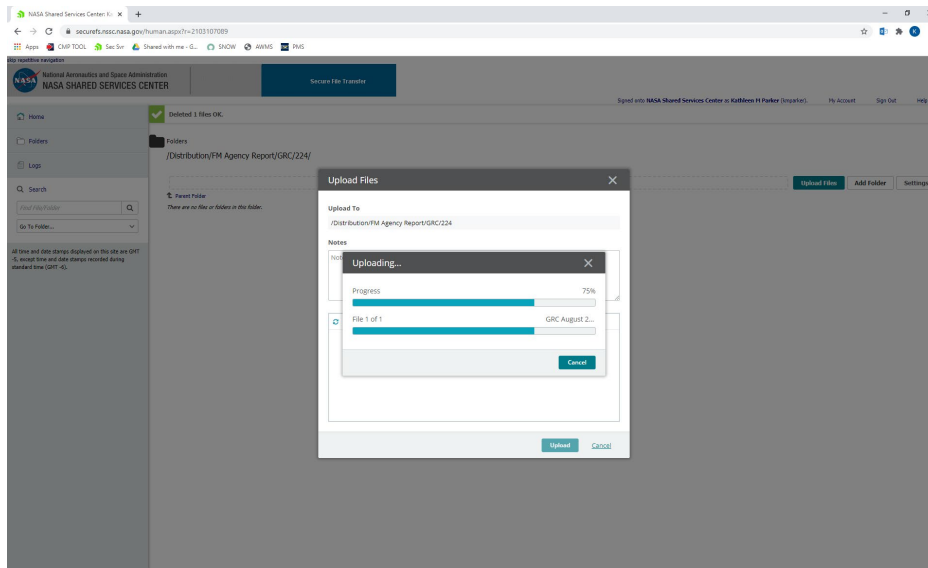 NASA Shared Services Center: Ka
securefs.nssc.nasa.gov/human.aspx?r=2103107089
K
Apps CMP TOOL Sec Svr Shared with me - G... SNOW AWMS PMS
skip repetitive navigation
NASA
National Aeronautics and Space Administration
NASA SHARED SERVICES CENTER
Secure File Transfer
Signed onto NASA Shared Services Center as Kathleen M Parker (kmparker). My Account Sign Out Help
Home
Deleted 1 files OK.
Folders
Folders
/Distribution/FM Agency Report/GRC/224/
Logs
Search
Find File/Folder
Go To Folder...
All time and date stamps displayed on this site are GMT
-5, except time and date stamps recorded during
standard time (GMT -6).
Upload Files Add Folder Settings
Parent Folder
There are no files or folders in this folder.
Upload Files
Upload To
/Distribution/FM Agency Report/GRC/224
Notes
Uploading...
Progress 75%
File 1 of 1 GRC August 2...
Cancel
Upload Cancel